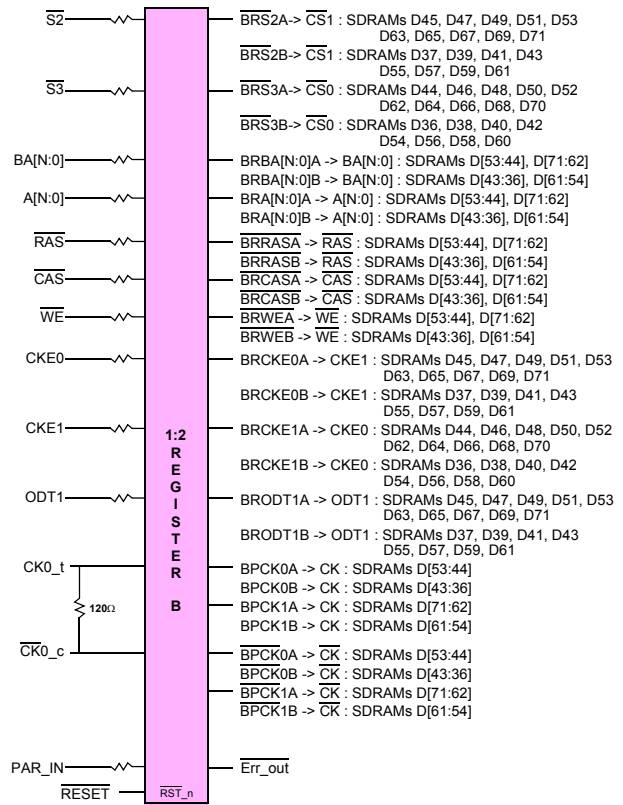 S2
BRS2A-> CS1 : SDRAMs D45, D47, D49, D51, D53
D63, D65, D67, D69, D71
BRS2B-> CS1 : SDRAMs D37, D39, D41, D43
D55, D57, D59, D61
S3
BRS3A-> CS0 : SDRAMs D44, D46, D48, D50, D52
D62, D64, D66, D68, D70
BRS3B-> CS0 : SDRAMs D36, D38, D40, D42
D54, D56, D58, D60
BA[N:0]
BRBA[N:0]A -> BA[N:0] : SDRAMs D[53:44], D[71:62]
BRBA[N:0]B -> BA[N:0] : SDRAMs D[43:36], D[61:54]
A[N:0]
BRA[N:0]A -> A[N:0] : SDRAMs D[53:44], D[71:62]
BRA[N:0]B -> A[N:0] : SDRAMs D[43:36], D[61:54]
RAS
BRRASA -> RAS : SDRAMs D[53:44], D[71:62]
BRRASB -> RAS : SDRAMs D[43:36], D[61:54]
CAS
BRCASA -> CAS : SDRAMs D[53:44], D[71:62]
BRCASB -> CAS : SDRAMs D[43:36], D[61:54]
WE
BRWEA -> WE : SDRAMs D[53:44], D[71:62]
BRWEB -> WE : SDRAMs D[43:36], D[61:54]
CKE0
BRCKE0A -> CKE1 : SDRAMs D45, D47, D49, D51, D53
D63, D65, D67, D69, D71
BRCKE0B -> CKE1 : SDRAMs D37, D39, D41, D43
D55, D57, D59, D61
CKE1
BRCKE1A -> CKE0 : SDRAMs D44, D46, D48, D50, D52
D62, D64, D66, D68, D70
BRCKE1B -> CKE0 : SDRAMs D36, D38, D40, D42
D54, D56, D58, D60
ODT1
BRODT1A -> ODT1 : SDRAMs D45, D47, D49, D51, D53
D63, D65, D67, D69, D71
BRODT1B -> ODT1 : SDRAMs D37, D39, D41, D43
D55, D57, D59, D61
1:2
R
E
G
I
S
T
E
R
B
CK0_t
120Ω
CK0_c
BPCK0A -> CK : SDRAMs D[53:44]
BPCK0B -> CK : SDRAMs D[43:36]
BPCK1A -> CK : SDRAMs D[71:62]
BPCK1B -> CK : SDRAMs D[61:54]
BPCK0A -> CK : SDRAMs D[53:44]
BPCK0B -> CK : SDRAMs D[43:36]
BPCK1A -> CK : SDRAMs D[71:62]
BPCK1B -> CK : SDRAMs D[61:54]
PAR_IN
Err_out
RESET
RST_n